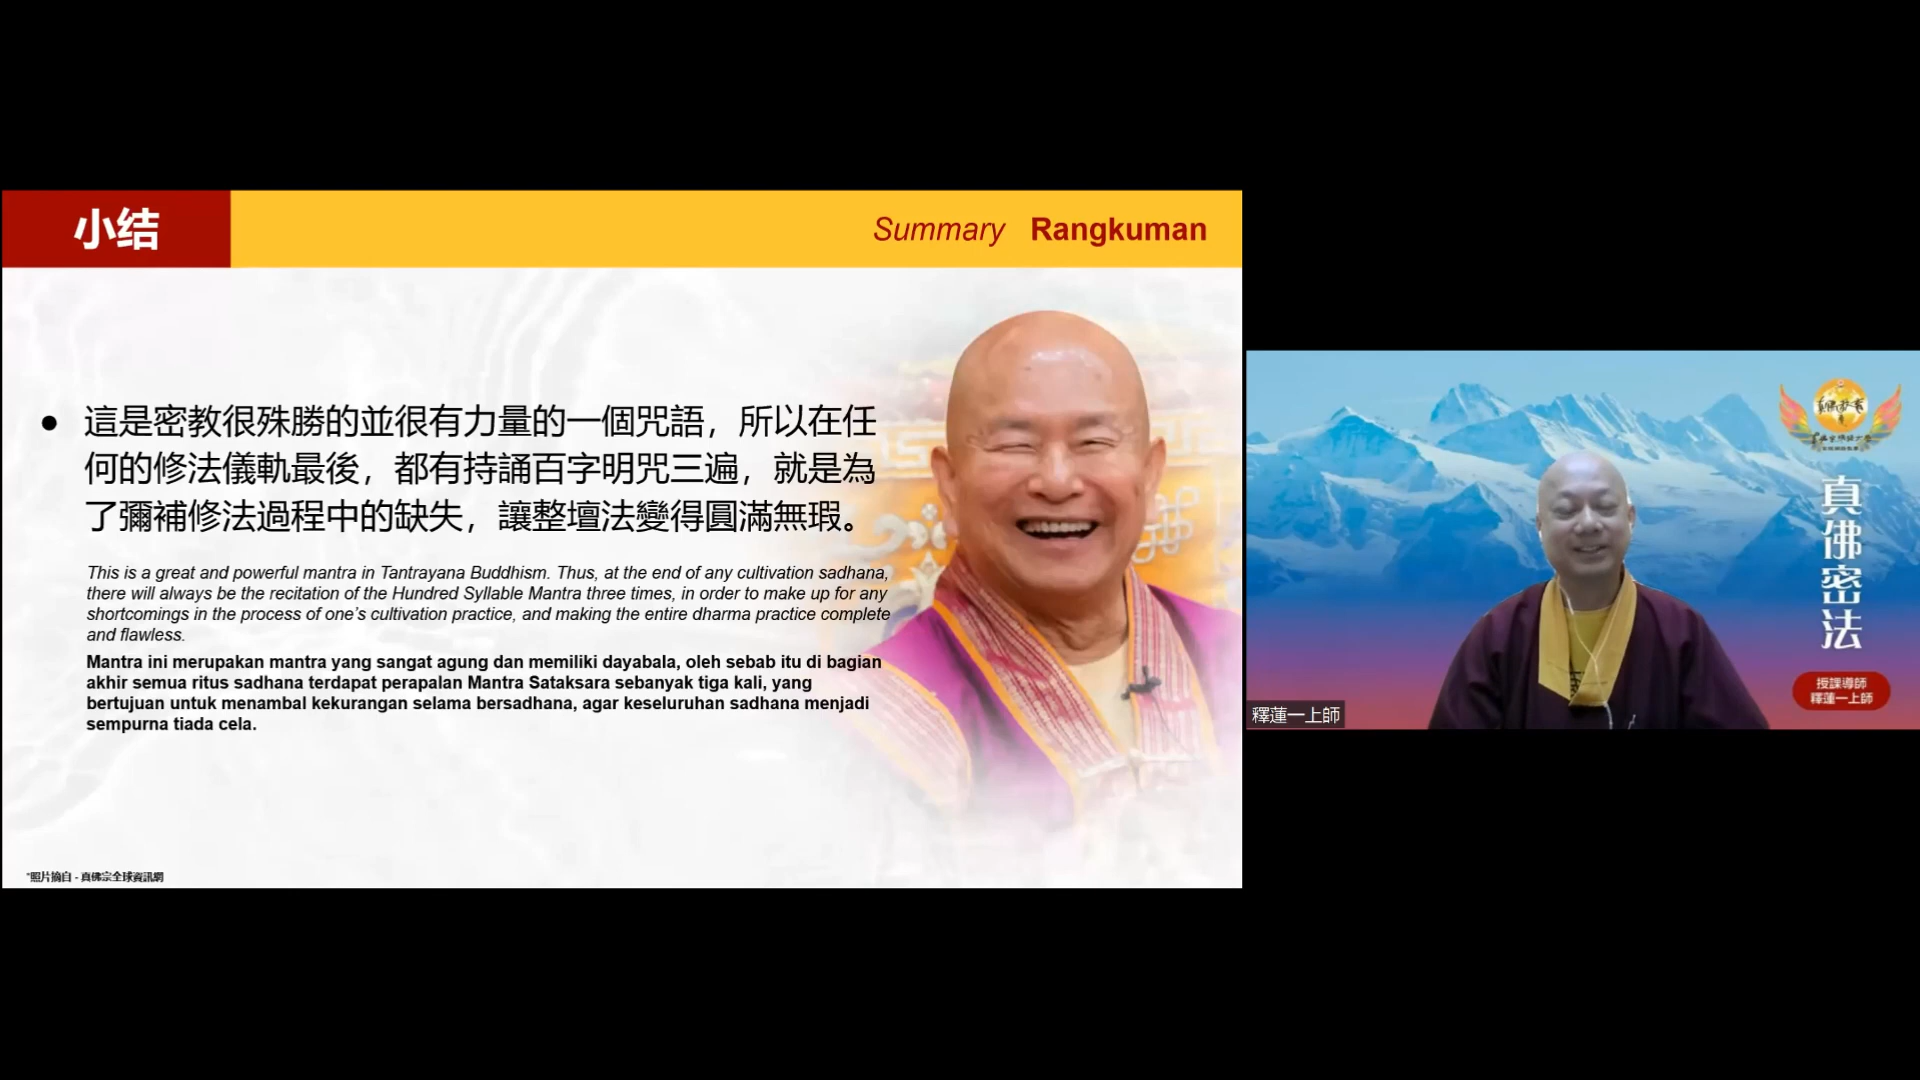 小结
Summary Rangkuman
● 這是密教很殊勝的並很有力量的一個咒語，所以在任
何的修法儀軌最後，都有持誦百字明咒三遍，就是為
了彌補修法過程中的缺失，讓整壇法變得圓滿無瑕。
This is a great and powerful mantra in Tantrayana Buddhism. Thus, at the end of any cultivation sadhana,
there will always be the recitation of the Hundred Syllable Mantra three times, in order to make up for any
shortcomings in the process of one’s cultivation practice, and making the entire dharma practice complete
and flawless.
Mantra ini merupakan mantra yang sangat agung dan memiliki dayabala, oleh sebab itu di bagian
akhir semua ritus sadhana terdapat perapalan Mantra Sataksara sebanyak tiga kali, yang
bertujuan untuk menambal kekurangan selama bersadhana, agar keseluruhan sadhana menjadi
sempurna tiada cela.
*照片摘自 - 真佛宗全球資訊網
真佛密法
授課導師
釋蓮一上師
釋蓮一上師